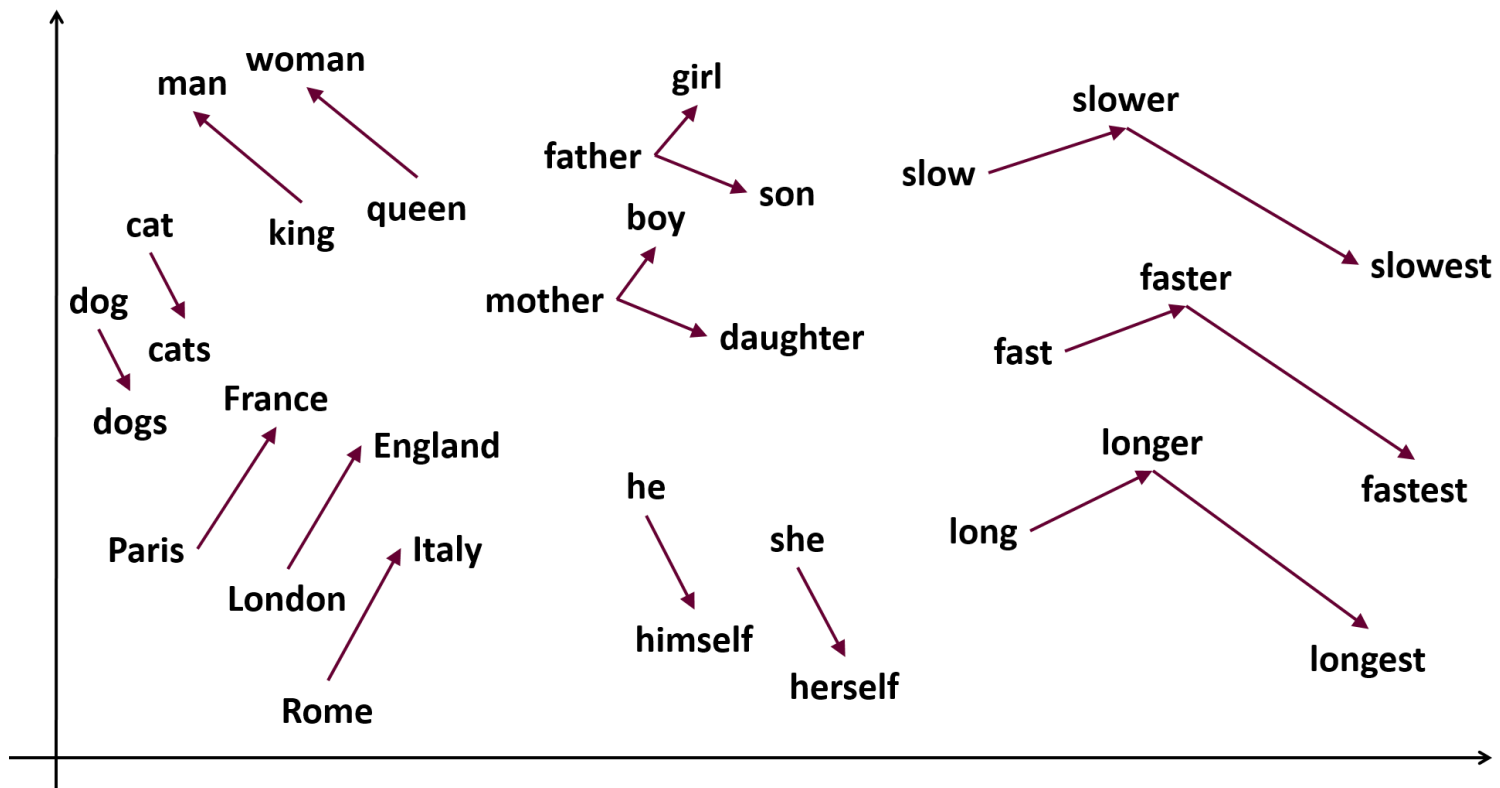 man
woman
king
queen
cat
cats
dog
dogs
France
England
Italy
Paris
London
Rome
girl
father
son
boy
mother
daughter
he
himself
she
herself
slower
slow
slowest
faster
fast
fastest
longer
long
longest